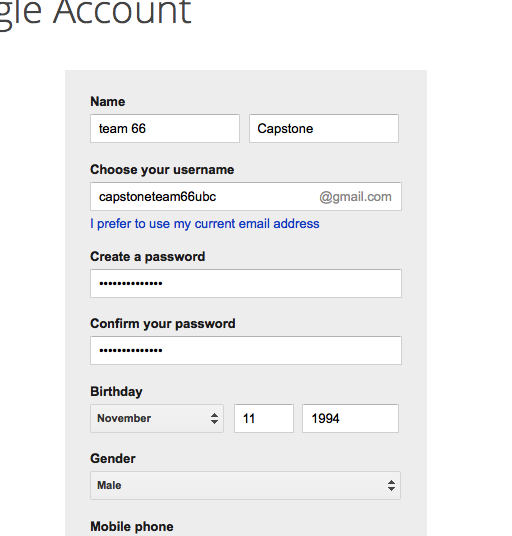 gle Account
Name
team 66 Capstone
Choose your username
capstoneteam66ubc @gmail.com
I prefer to use my current email address
Create a password
••••••••••••••
Confirm your password
••••••••••••••
Birthday
November 11 1994
Gender
Male
Mobile phone